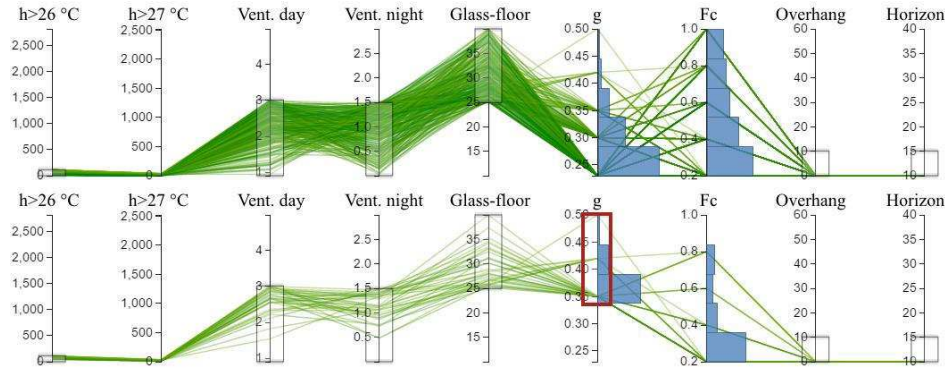 h>26 °C h>27 °C Vent. day Vent. night Glass-floor g Fc Overhang Horizon
2,500 2,500 4 2.5 35 0.50 1.0 60 40
2,000 2,000 3 2.0 30 0.45 0.8 50 35
1,500 1,500 2 1.5 25 0.40 0.6 40 30
1,000 1,000 1.0 20 0.35 0.4 30 25
500 500 0.5 15 0.30 0.2 20 20
0 0 0.25 10 15
0 10
h>26 °C h>27 °C Vent. day Vent. night Glass-floor g Fc Overhang Horizon
2,500 2,500 4 2.5 35 0.50 1.0 60 40
2,000 2,000 3 2.0 30 0.45 0.8 50 35
1,500 1,500 2 1.5 25 0.40 0.6 40 30
1,000 1,000 1.0 20 0.35 0.4 30 25
500 500 0.5 15 0.30 0.2 20 20
0 0 0.25 10 15
0 10